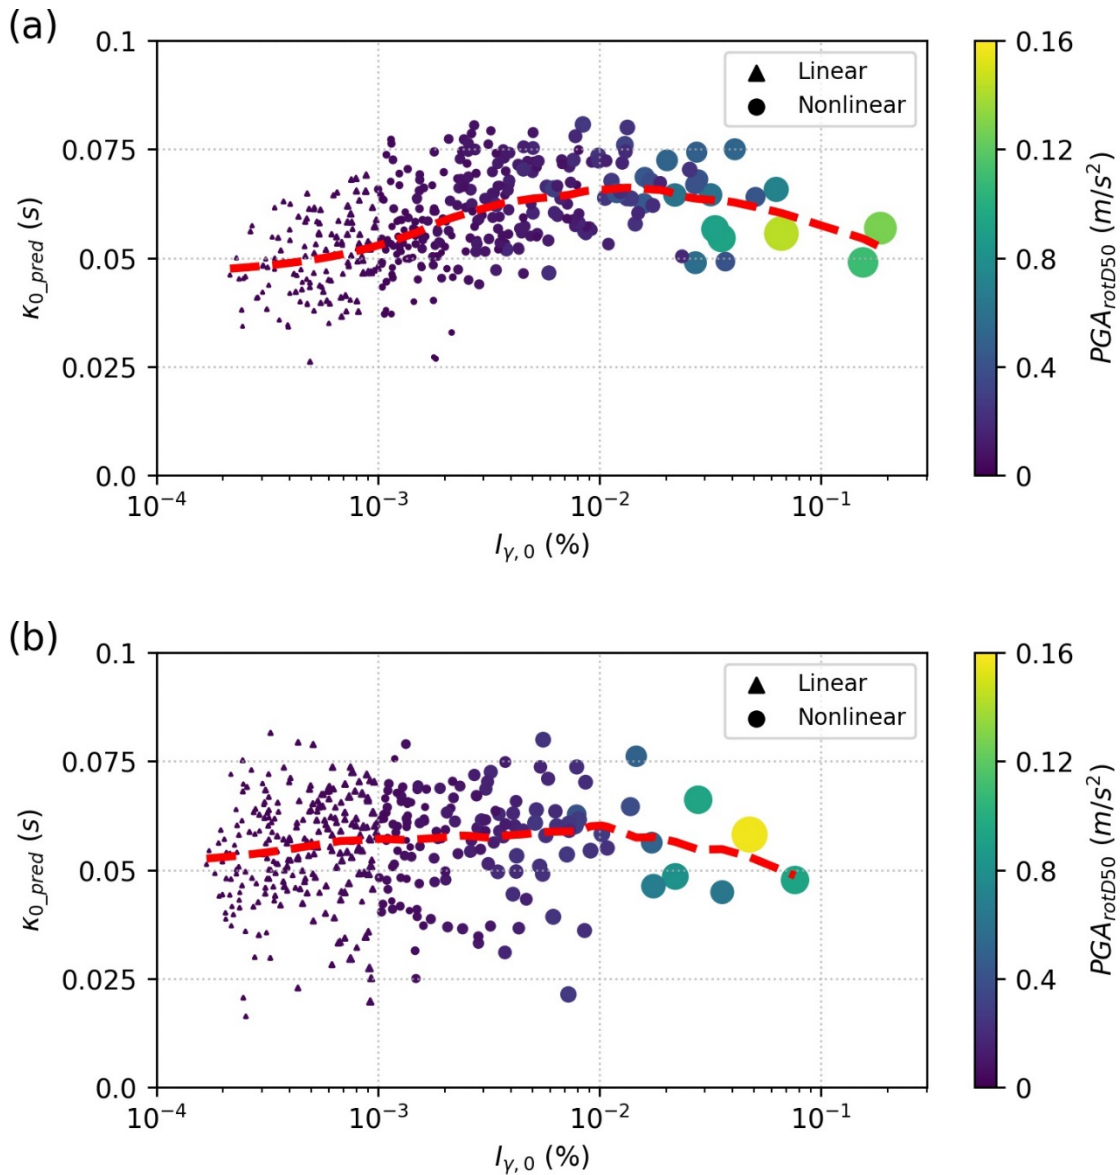 (a)
0.1
0.075
0.05
0.025
0.0
κ0_pred (s)
Linear
Nonlinear
10−4
10−3
10−2
10−1
Iγ,0 (%)
0.16
0.12
0.8
0.4
0
PGArotD50 (m/s2)
(b)
0.1
0.075
0.05
0.025
0.0
κ0_pred (s)
Linear
Nonlinear
10−4
10−3
10−2
10−1
Iγ,0 (%)
0.16
0.12
0.8
0.4
0
PGArotD50 (m/s2)